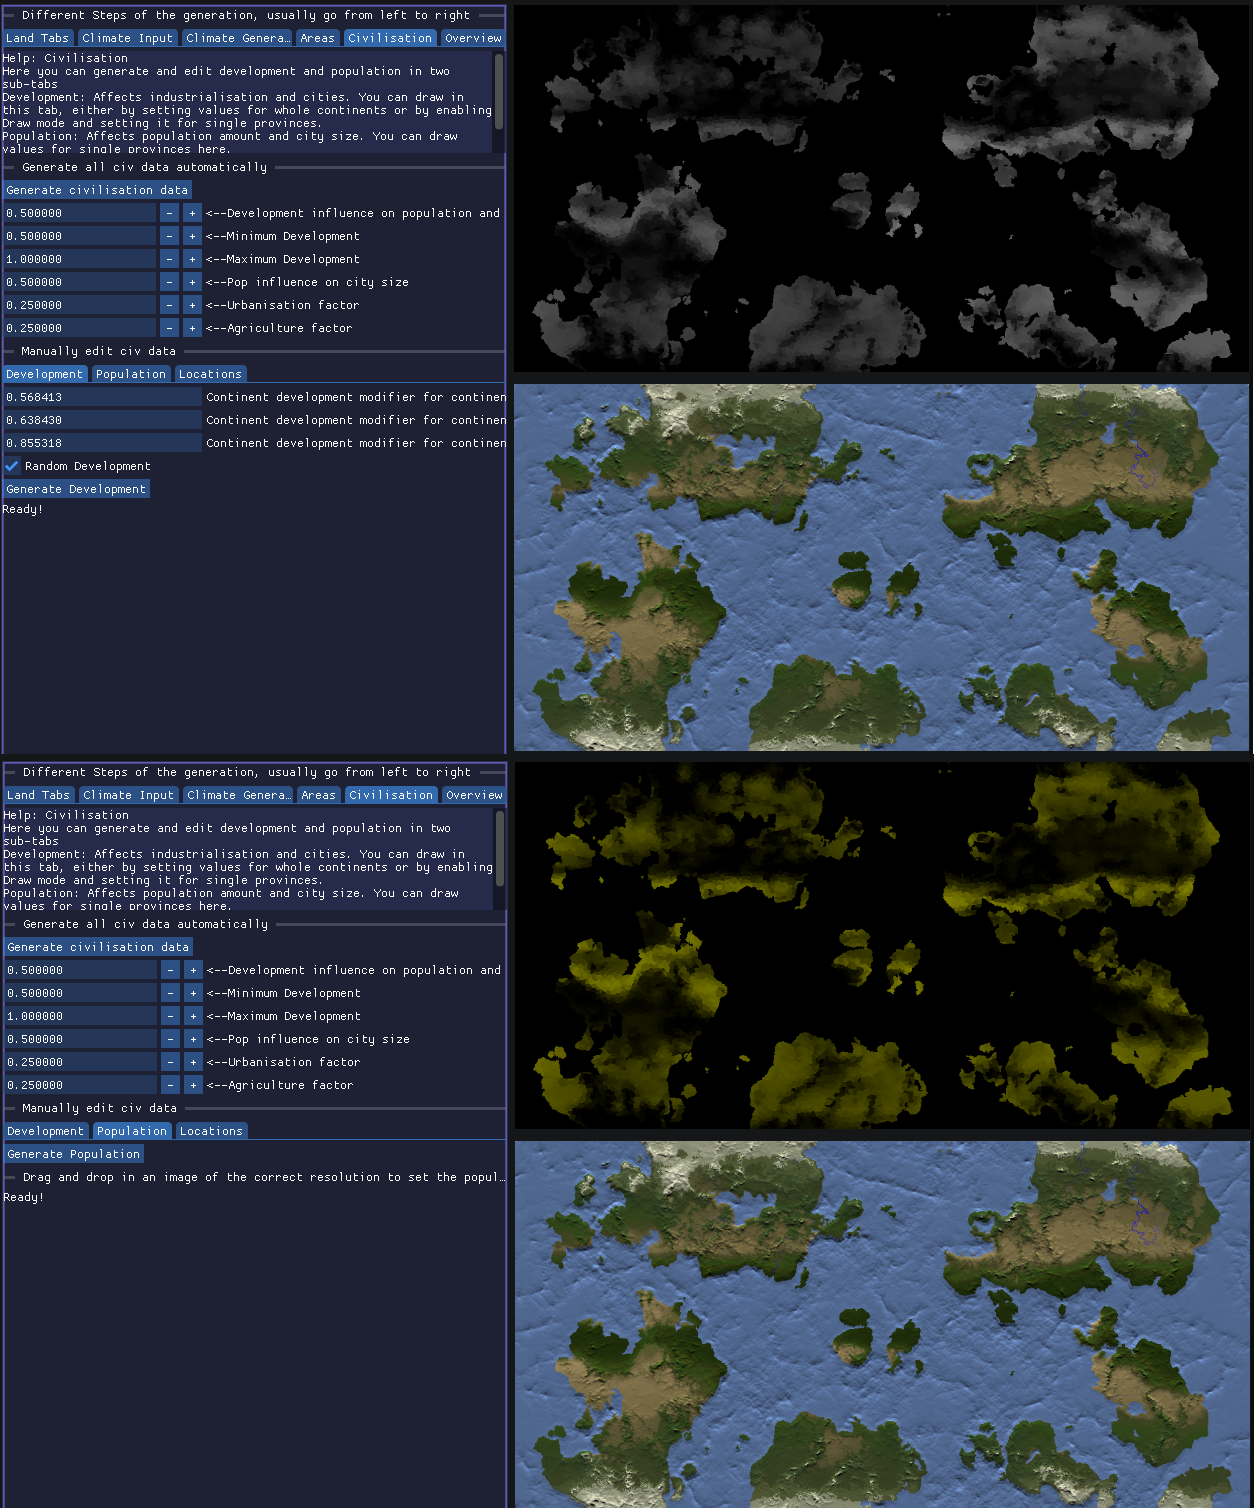 Different Steps of the generation, usually go from left to right
Land Tabs Climate Input Climate Genera… Areas Civilisation Overview
Help: Civilisation
Here you can generate and edit development and population in two
sub-tabs
Development: Affects industrialisation and cities. You can draw in
this tab, either by setting values for whole continents or by enabling
Draw mode and setting it for single provinces.
Population: Affects population amount and city size. You can draw
values for single provinces here.
Generate all civ data automatically
Generate civilisation data
0.500000 - + <--Development influence on population and
0.500000 - + <--Minimum Development
1.000000 - + <--Maximum Development
0.500000 - + <--Pop influence on city size
0.250000 - + <--Urbanisation factor
0.250000 - + <--Agriculture factor
Manually edit civ data
Development Population Locations
0.568413 Continent development modifier for continen
0.638430 Continent development modifier for continen
0.855318 Continent development modifier for continen
Random Development
Generate Development
Ready!
Different Steps of the generation, usually go from left to right
Land Tabs Climate Input Climate Genera… Areas Civilisation Overview
Help: Civilisation
Here you can generate and edit development and population in two
sub-tabs
Development: Affects industrialisation and cities. You can draw in
this tab, either by setting values for whole continents or by enabling
Draw mode and setting it for single provinces.
Population: Affects population amount and city size. You can draw
values for single provinces here.
Generate all civ data automatically
Generate civilisation data
0.500000 - + <--Development influence on population and
0.500000 - + <--Minimum Development
1.000000 - + <--Maximum Development
0.500000 - + <--Pop influence on city size
0.250000 - + <--Urbanisation factor
0.250000 - + <--Agriculture factor
Manually edit civ data
Development Population Locations
Generate Population
Drag and drop in an image of the correct resolution to set the popul…
Ready!